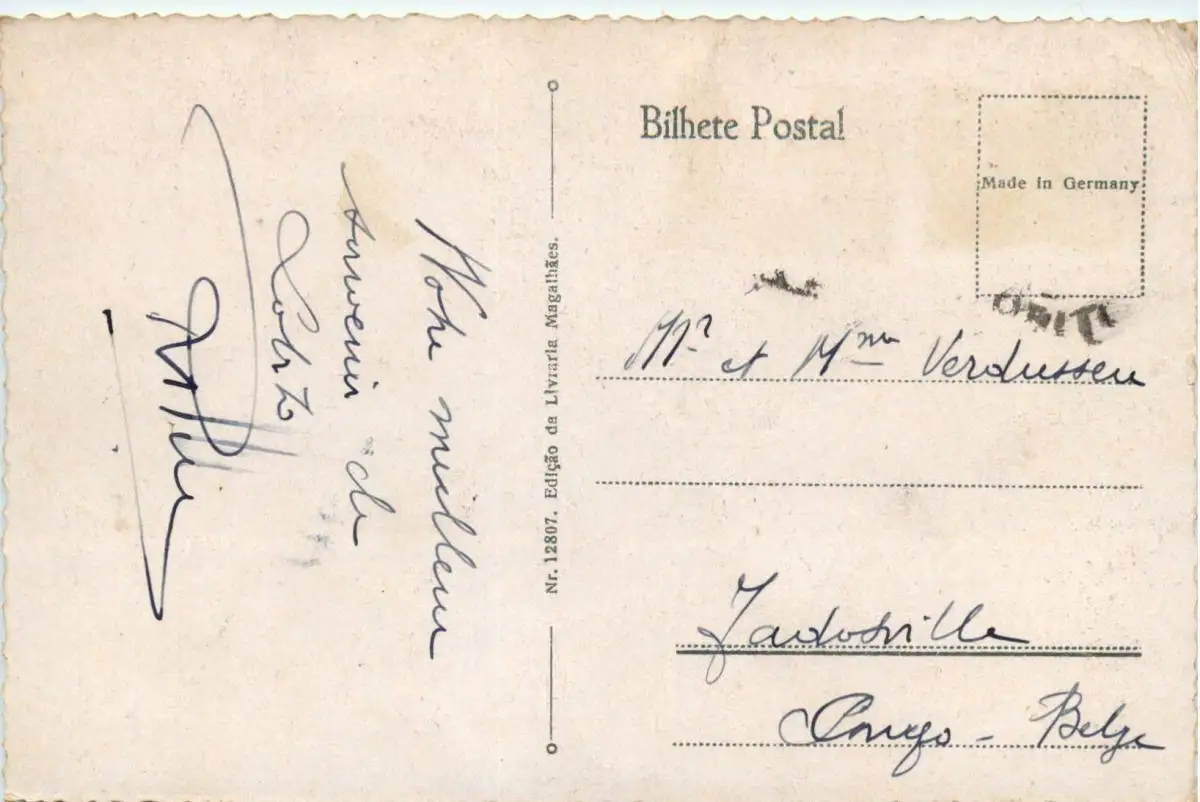 Notre meilleur
souvenir de
Lobito
Nr. 12807. Edição da Livraria Magalhães.
Bilhete Postal
Made in Germany
OBITO
Mr et Mme Verdussen
Jadotville
Congo - Belge